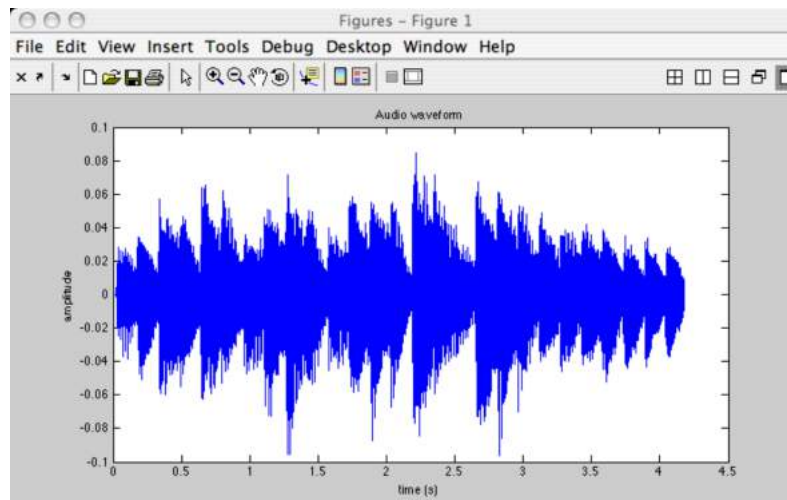 Figures – Figure 1
File Edit View Insert Tools Debug Desktop Window Help
Audio waveform
0.1
0.08
0.06
0.04
0.02
0
-0.02
-0.04
-0.06
-0.08
-0.1
amplitude
0 0.5 1 1.5 2 2.5 3 3.5 4 4.5
time (s)